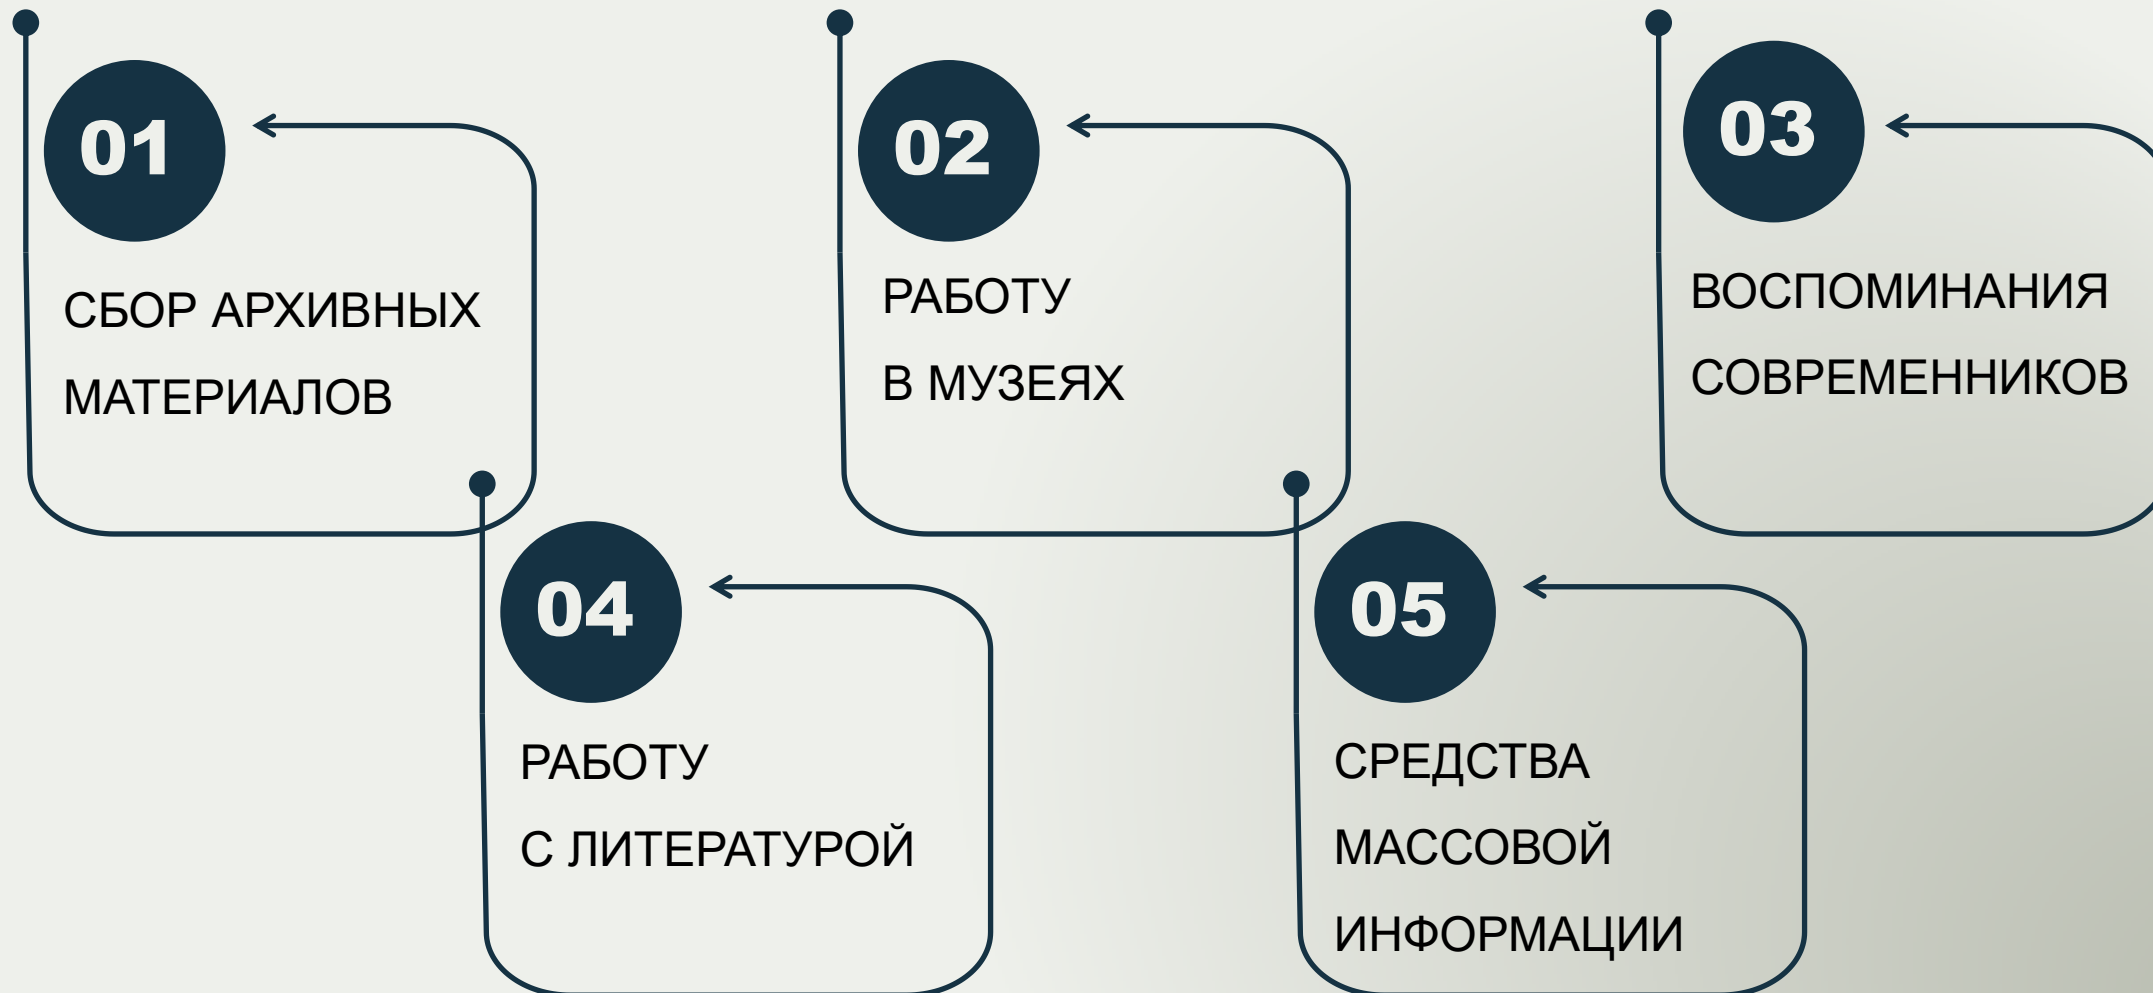 01
СБОР АРХИВНЫХ
МАТЕРИАЛОВ
02
РАБОТУ
В МУЗЕЯХ
03
ВОСПОМИНАНИЯ
СОВРЕМЕННИКОВ
04
РАБОТУ
С ЛИТЕРАТУРОЙ
05
СРЕДСТВА
МАССОВОЙ
ИНФОРМАЦИИ